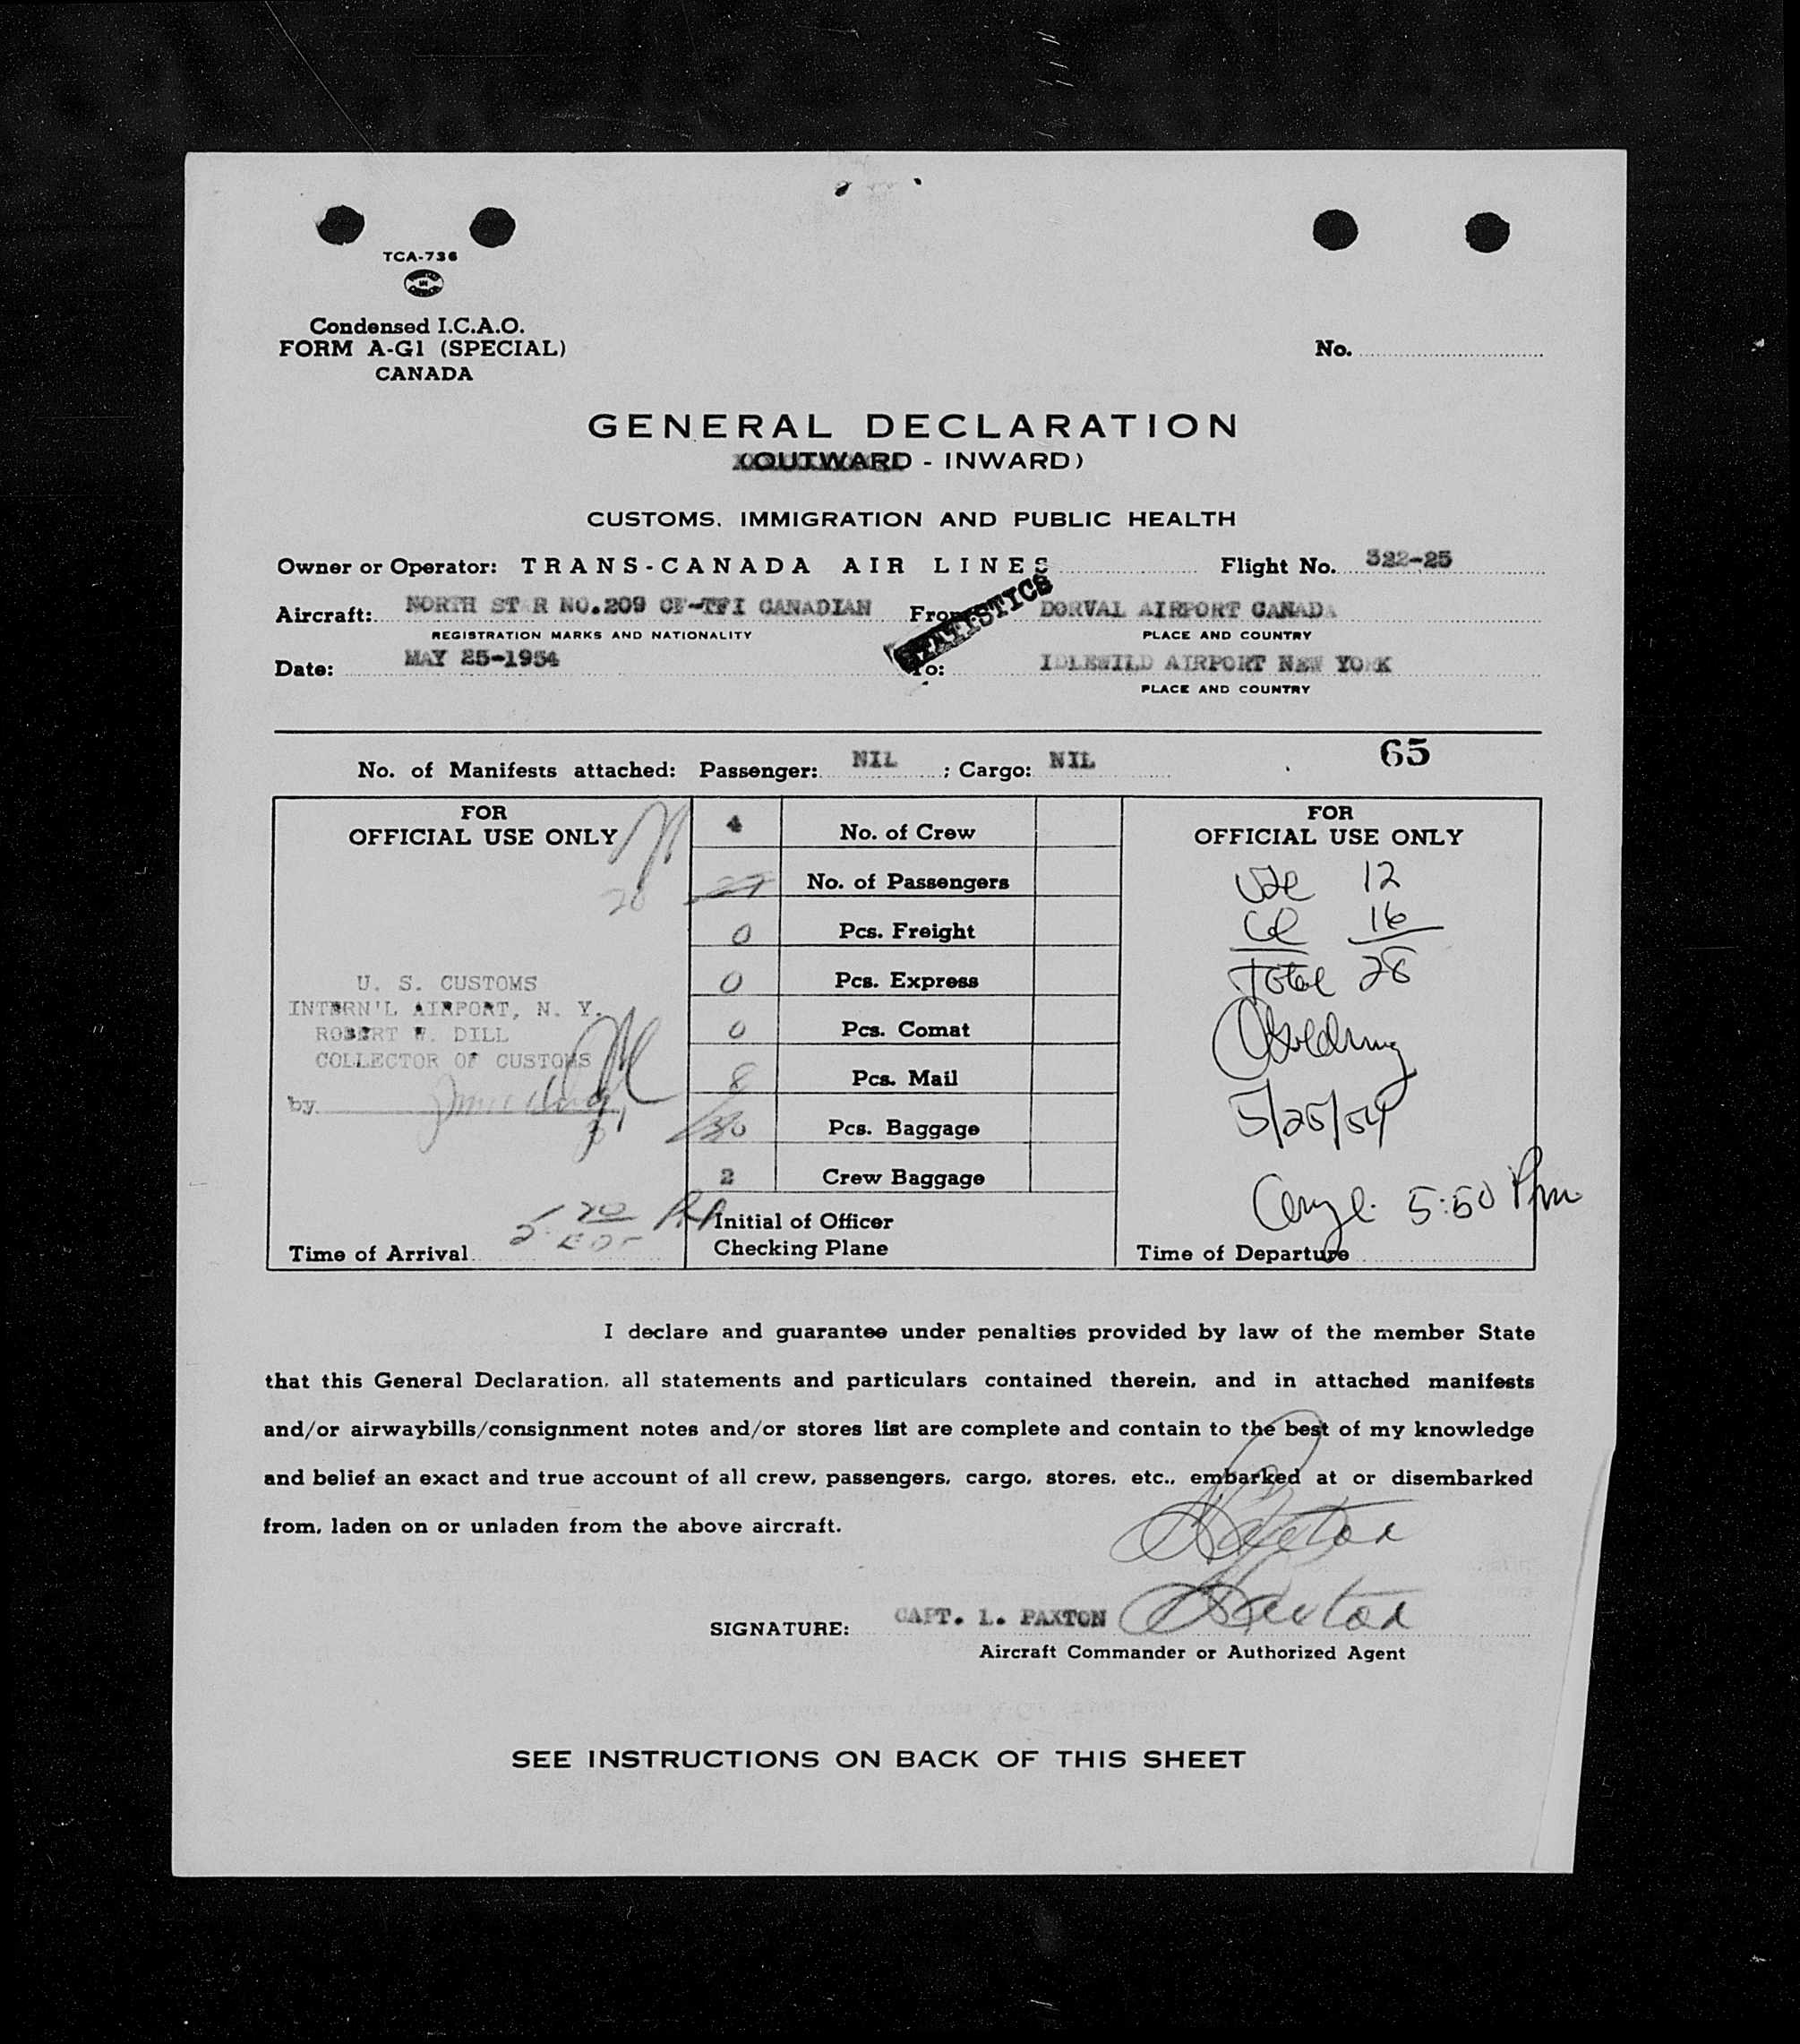 TCA-736
Condensed I.C.A.O.
FORM A-G1 (SPECIAL)
CANADA
No.
GENERAL DECLARATION
(OUTWARD - INWARD)
CUSTOMS, IMMIGRATION AND PUBLIC HEALTH
Owner or Operator: TRANS-CANADA AIR LINES Flight No. 322-25
STATISTICS
Aircraft: NORTH STAR NO.209 CF-TFI CANADIAN From: DORVAL AIRPORT CANADA
REGISTRATION MARKS AND NATIONALITY PLACE AND COUNTRY
Date: MAY 25-1954 To: IDLEWILD AIRPORT NEW YORK
PLACE AND COUNTRY
65
No. of Manifests attached: Passenger: NIL ; Cargo: NIL
FOR
OFFICIAL USE ONLY
28
U. S. CUSTOMS
INTERN'L AIRPORT, N. Y.
ROBERT W. DILL
COLLECTOR OF CUSTOMS
by
5 20
EDT
Time of Arrival
4 No. of Crew
27 No. of Passengers
0 Pcs. Freight
0 Pcs. Express
0 Pcs. Comat
8 Pcs. Mail
30 Pcs. Baggage
2 Crew Baggage
Initial of Officer
Checking Plane
FOR
OFFICIAL USE ONLY
12
16
Total 28
5/25/54
5:50 Pm
Time of Departure
I declare and guarantee under penalties provided by law of the member State
that this General Declaration, all statements and particulars contained therein, and in attached manifests
and/or airwaybills/consignment notes and/or stores list are complete and contain to the best of my knowledge
and belief an exact and true account of all crew, passengers, cargo, stores, etc., embarked at or disembarked
from, laden on or unladen from the above aircraft.
Paxton
SIGNATURE: CAPT. L. PAXTON Paxton
Aircraft Commander or Authorized Agent
SEE INSTRUCTIONS ON BACK OF THIS SHEET